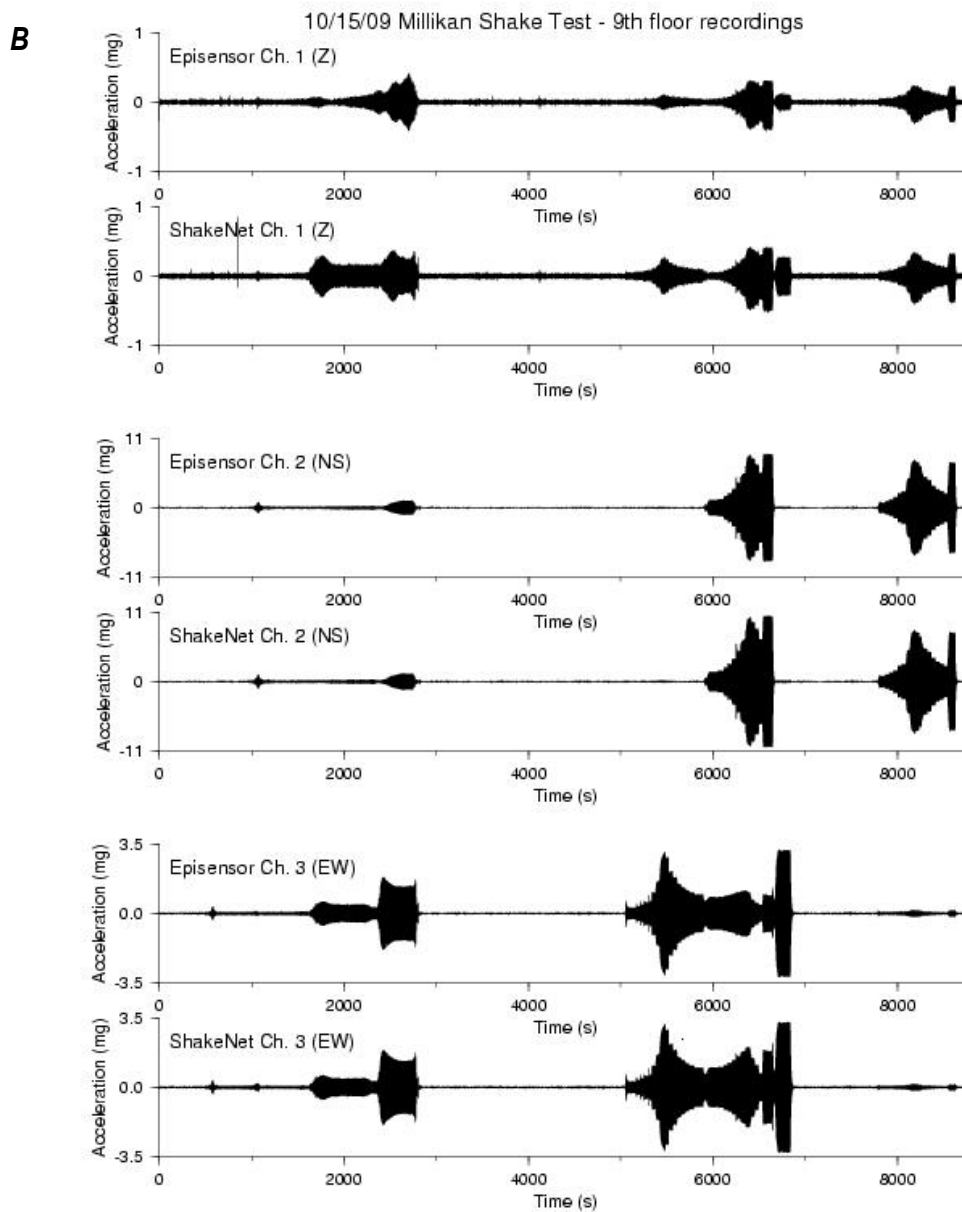 B
10/15/09 Millikan Shake Test - 9th floor recordings
Acceleration (mg)
1
0
-1
Episensor Ch. 1 (Z)
0 2000 4000 6000 8000
Time (s)
Acceleration (mg)
1
0
-1
ShakeNet Ch. 1 (Z)
0 2000 4000 6000 8000
Time (s)
Acceleration (mg)
11
0
-11
Episensor Ch. 2 (NS)
0 2000 4000 6000 8000
Time (s)
Acceleration (mg)
11
0
-11
ShakeNet Ch. 2 (NS)
0 2000 4000 6000 8000
Time (s)
Acceleration (mg)
3.5
0.0
-3.5
Episensor Ch. 3 (EW)
0 2000 4000 6000 8000
Time (s)
Acceleration (mg)
3.5
0.0
-3.5
ShakeNet Ch. 3 (EW)
0 2000 4000 6000 8000
Time (s)